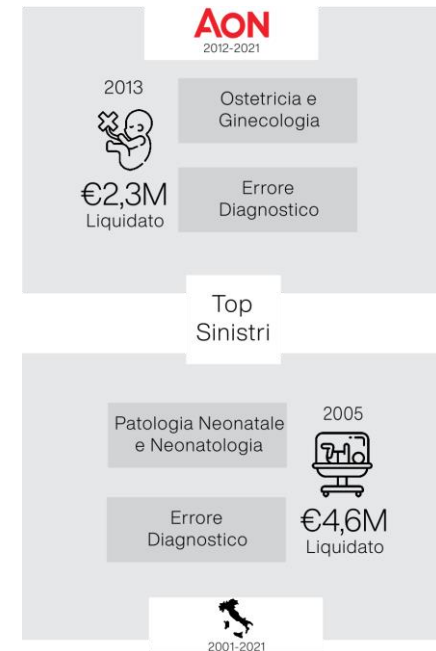 AON
2012-2021
2013
€2,3M
Liquidato
Ostetricia e
Ginecologia
Errore
Diagnostico
Top
Sinistri
Patologia Neonatale
e Neonatologia
Errore
Diagnostico
2005
€4,6M
Liquidato
2001-2021